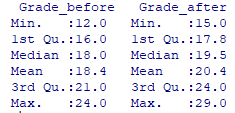 Grade_before Grade_after
Min. :12.0 Min. :15.0
1st Qu.:16.0 1st Qu.:17.8
Median :18.0 Median :19.5
Mean :18.4 Mean :20.4
3rd Qu.:21.0 3rd Qu.:24.0
Max. :24.0 Max. :29.0